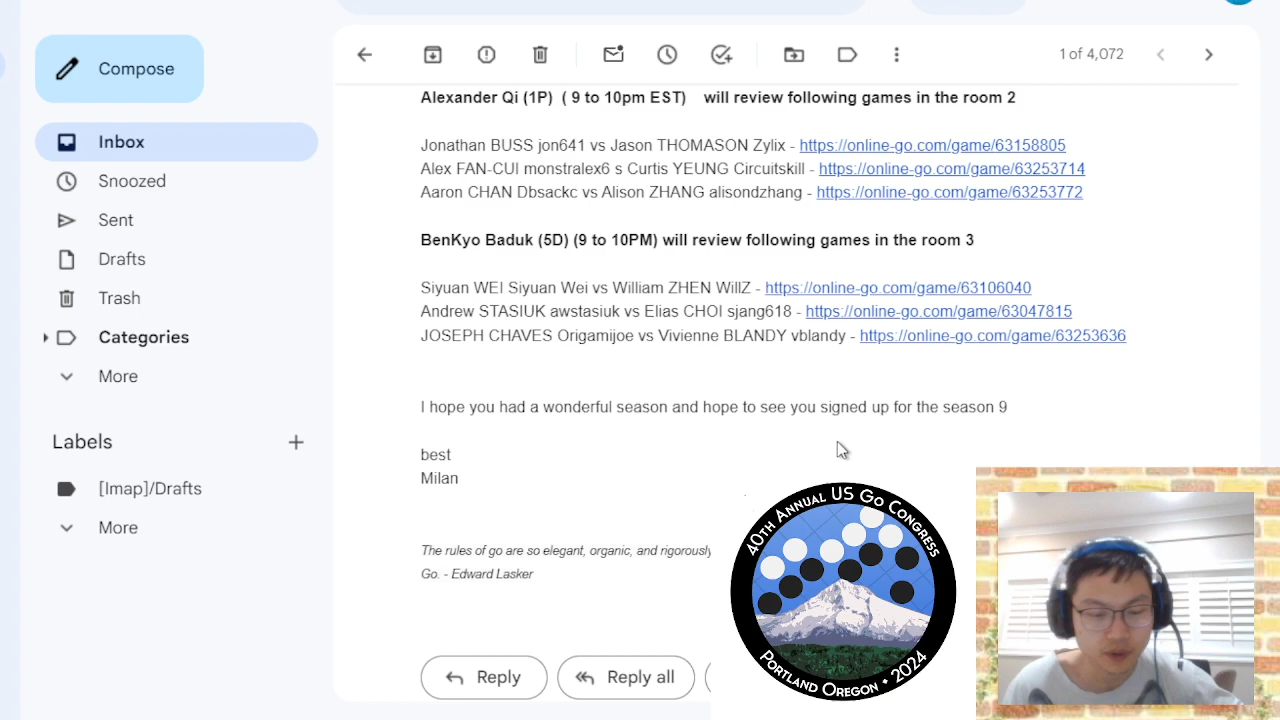 Compose
Inbox
Snoozed
Sent
Drafts
Trash
Categories
More
Labels
[Imap]/Drafts
More
1 of 4,072
Alexander Qi (1P) ( 9 to 10pm EST) will review following games in the room 2
Jonathan BUSS jon641 vs Jason THOMASON Zylix - https://online-go.com/game/63158805
Alex FAN-CUI monstralex6 s Curtis YEUNG Circuitskill - https://online-go.com/game/63253714
Aaron CHAN Dbsackc vs Alison ZHANG alisondzhang - https://online-go.com/game/63253772
BenKyo Baduk (5D) (9 to 10PM) will review following games in the room 3
Siyuan WEI Siyuan Wei vs William ZHEN WillZ - https://online-go.com/game/63106040
Andrew STASIUK awstasiuk vs Elias CHOI sjang618 - https://online-go.com/game/63047815
JOSEPH CHAVES Origamijoe vs Vivienne BLANDY vblandy - https://online-go.com/game/63253636
I hope you had a wonderful season and hope to see you signed up for the season 9
best
Milan
The rules of go are so elegant, organic, and rigorously
Go. - Edward Lasker
Reply
Reply all
40TH ANNUAL US GO CONGRESS
PORTLAND OREGON • 2024